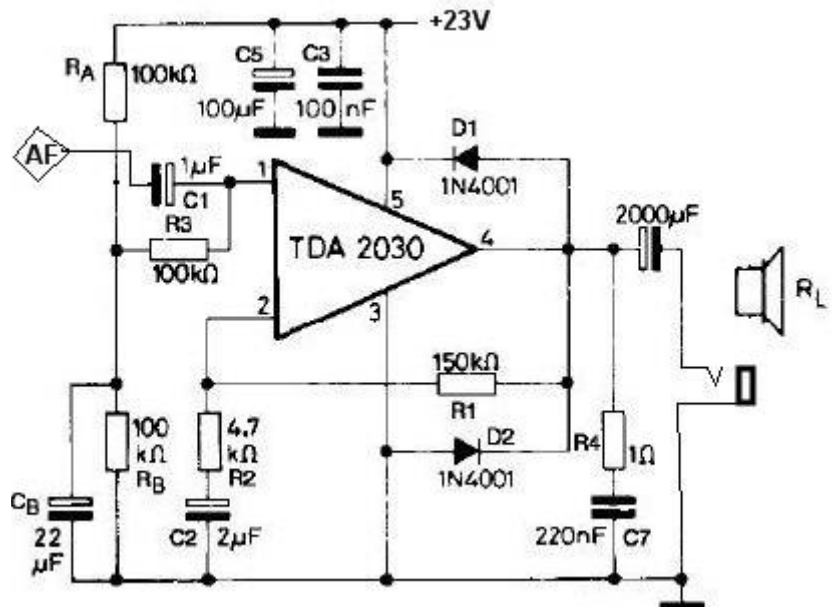 +23V
RA
100kΩ
C5
C3
100µF
100 nF
D1
1N4001
AF
1µF
C1
1
5
R3
100kΩ
TDA 2030
4
2000µF
RL
2
3
150kΩ
R1
100
kΩ
RB
4.7
kΩ
R2
D2
1N4001
R4
1Ω
CB
22
µF
C2
2µF
220nF
C7